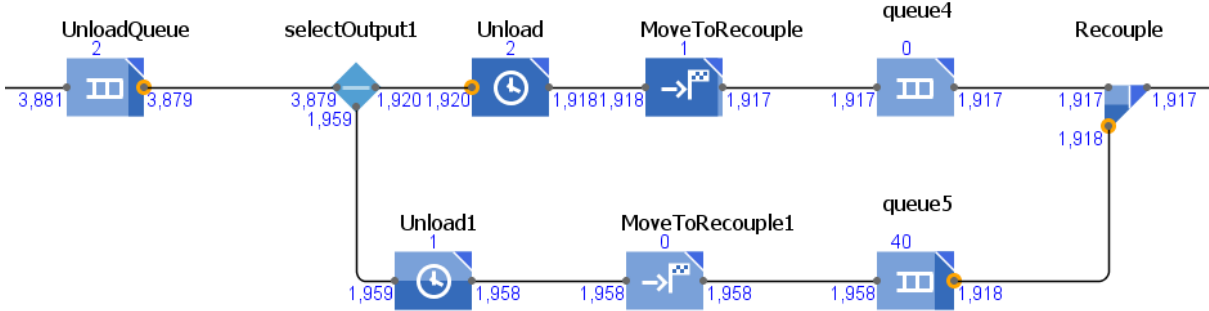 queue4
UnloadQueue selectOutput1 Unload MoveToRecouple Recouple
2 2 1 0
3,881 3,879 3,879 1,920 1,920 1,918 1,918 1,917 1,917 1,917 1,917 1,917
1,959 1,918
queue5
Unload1 MoveToRecouple1
1 0 40
1,959 1,958 1,958 1,958 1,958 1,918